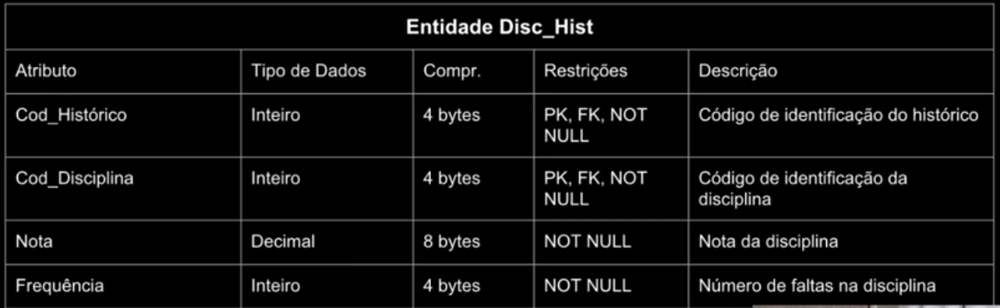 Entidade Disc_Hist
Atributo Tipo de Dados Compr. Restrições Descrição
Cod_Histórico Inteiro 4 bytes PK, FK, NOT Código de identificação do histórico
NULL
Cod_Disciplina Inteiro 4 bytes PK, FK, NOT Código de identificação da
NULL disciplina
Nota Decimal 8 bytes NOT NULL Nota da disciplina
Frequência Inteiro 4 bytes NOT NULL Número de faltas na disciplina